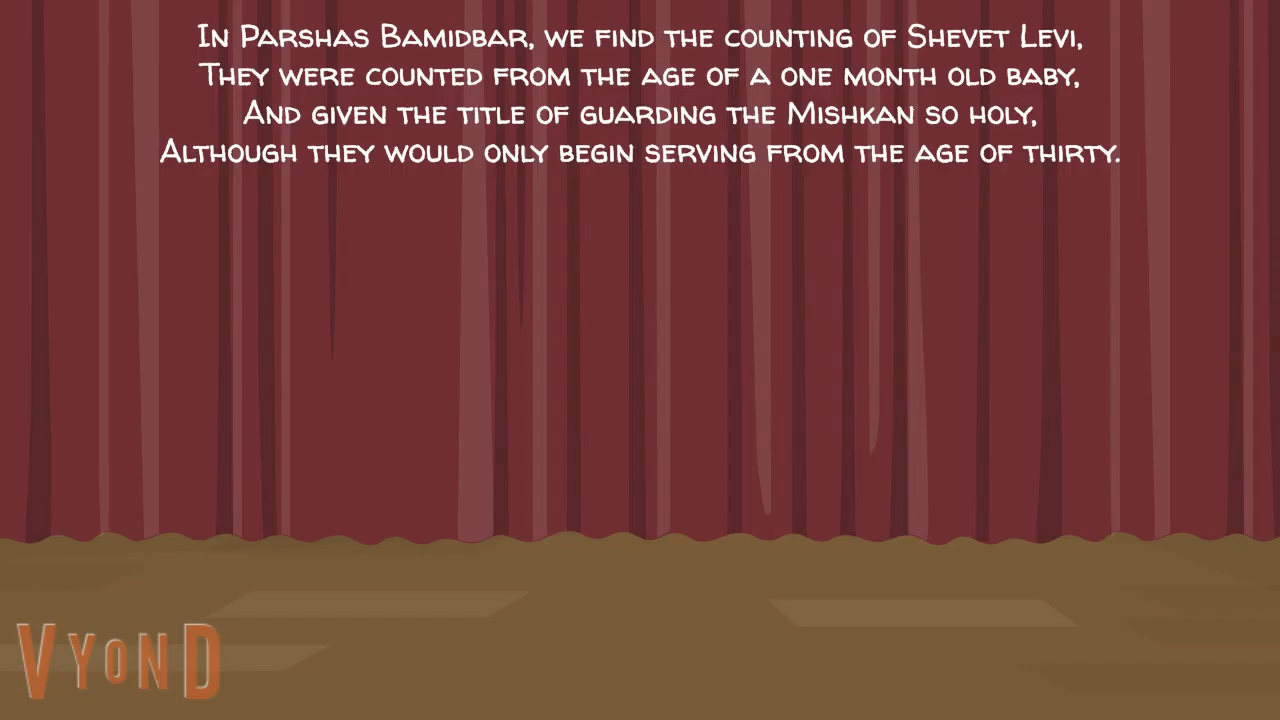 In Parshas Bamidbar, we find the counting of Shevet Levi,
They were counted from the age of a one month old baby,
And given the title of guarding the Mishkan so holy,
Although they would only begin serving from the age of thirty.
VYOND